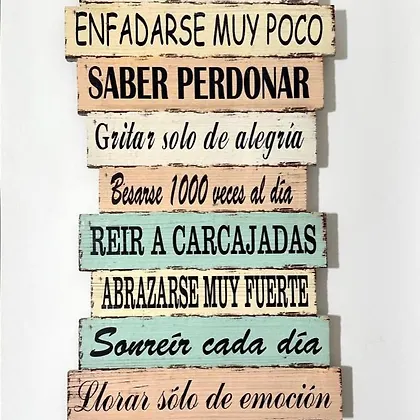 ENFADARSE MUY POCO
SABER PERDONAR
Gritar solo de alegría
Besarse 1000 veces al día
REIR A CARCAJADAS
ABRAZARSE MUY FUERTE
Sonreír cada día
Llorar sólo de emoción